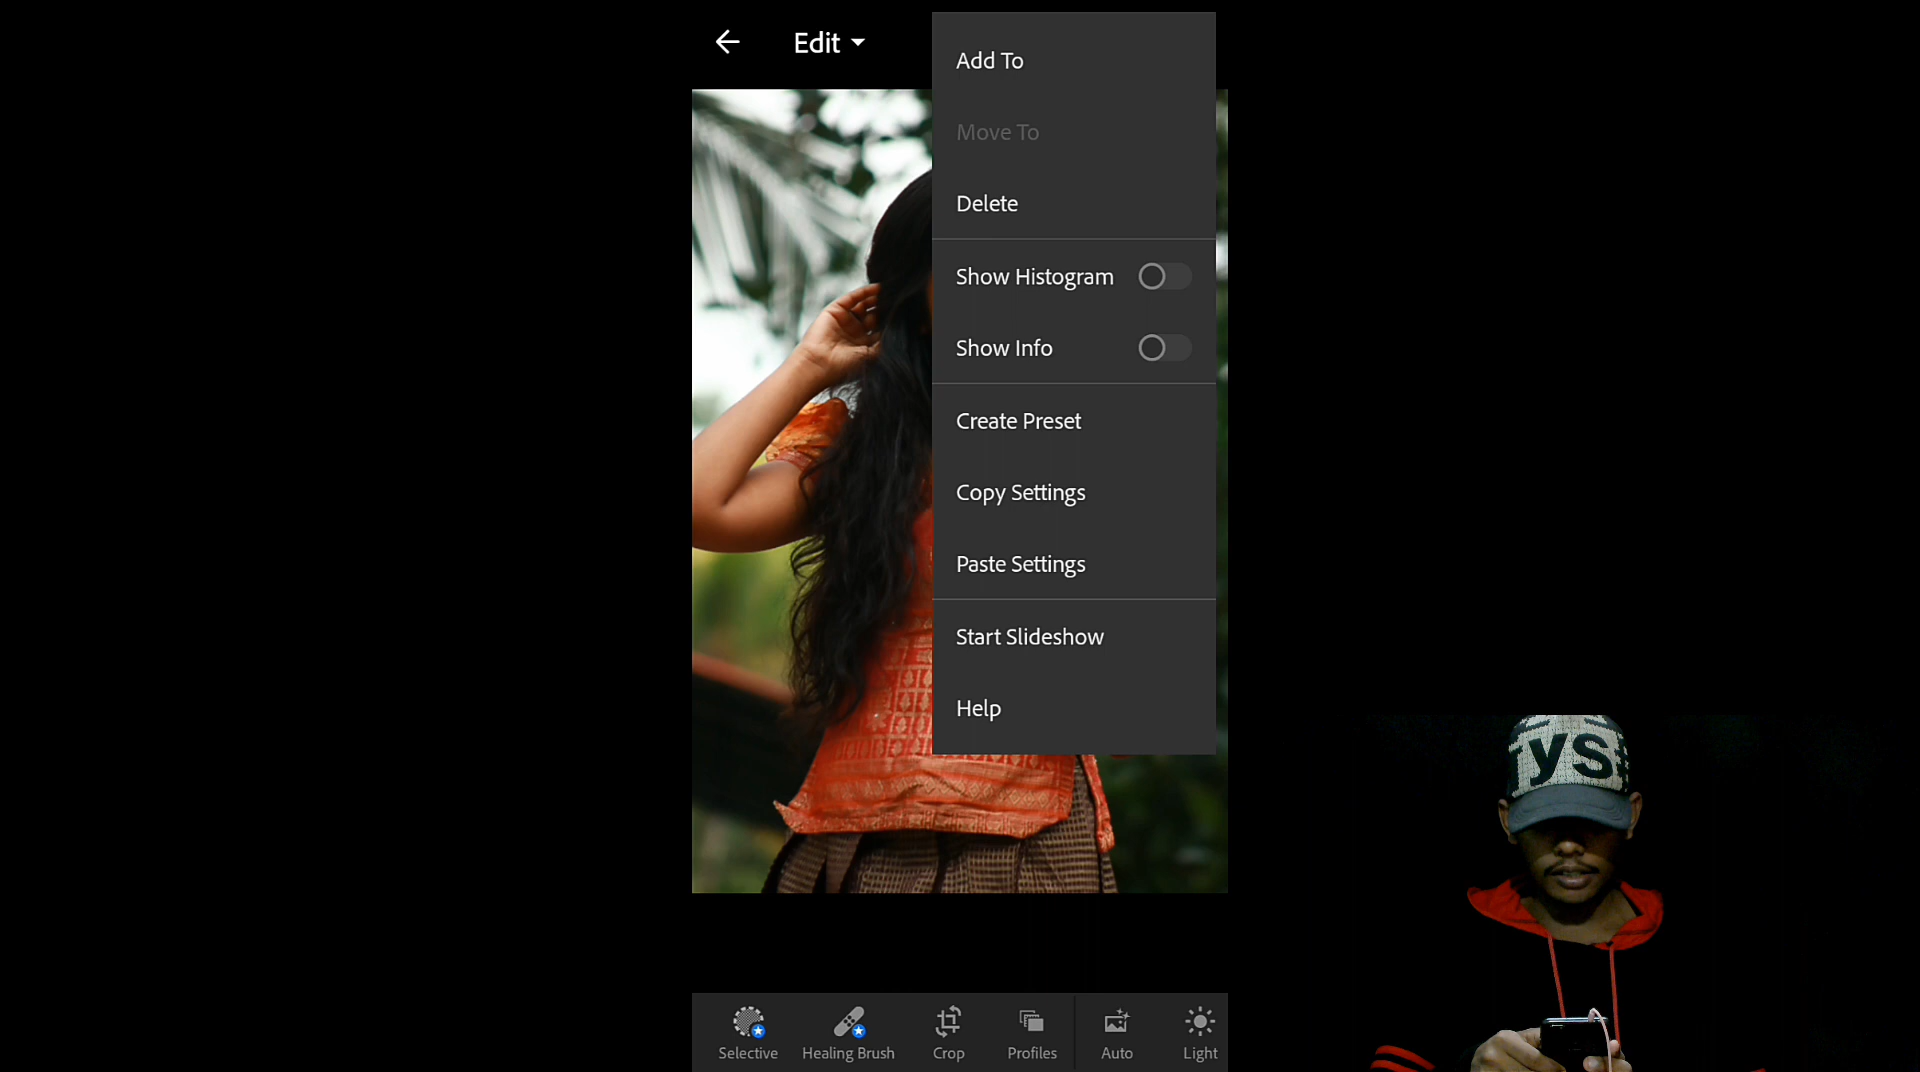 Edit
Add To
Move To
Delete
Show Histogram
Show Info
Create Preset
Copy Settings
Paste Settings
Start Slideshow
Help
Selective
Healing Brush
Crop
Profiles
Auto
Light
ys